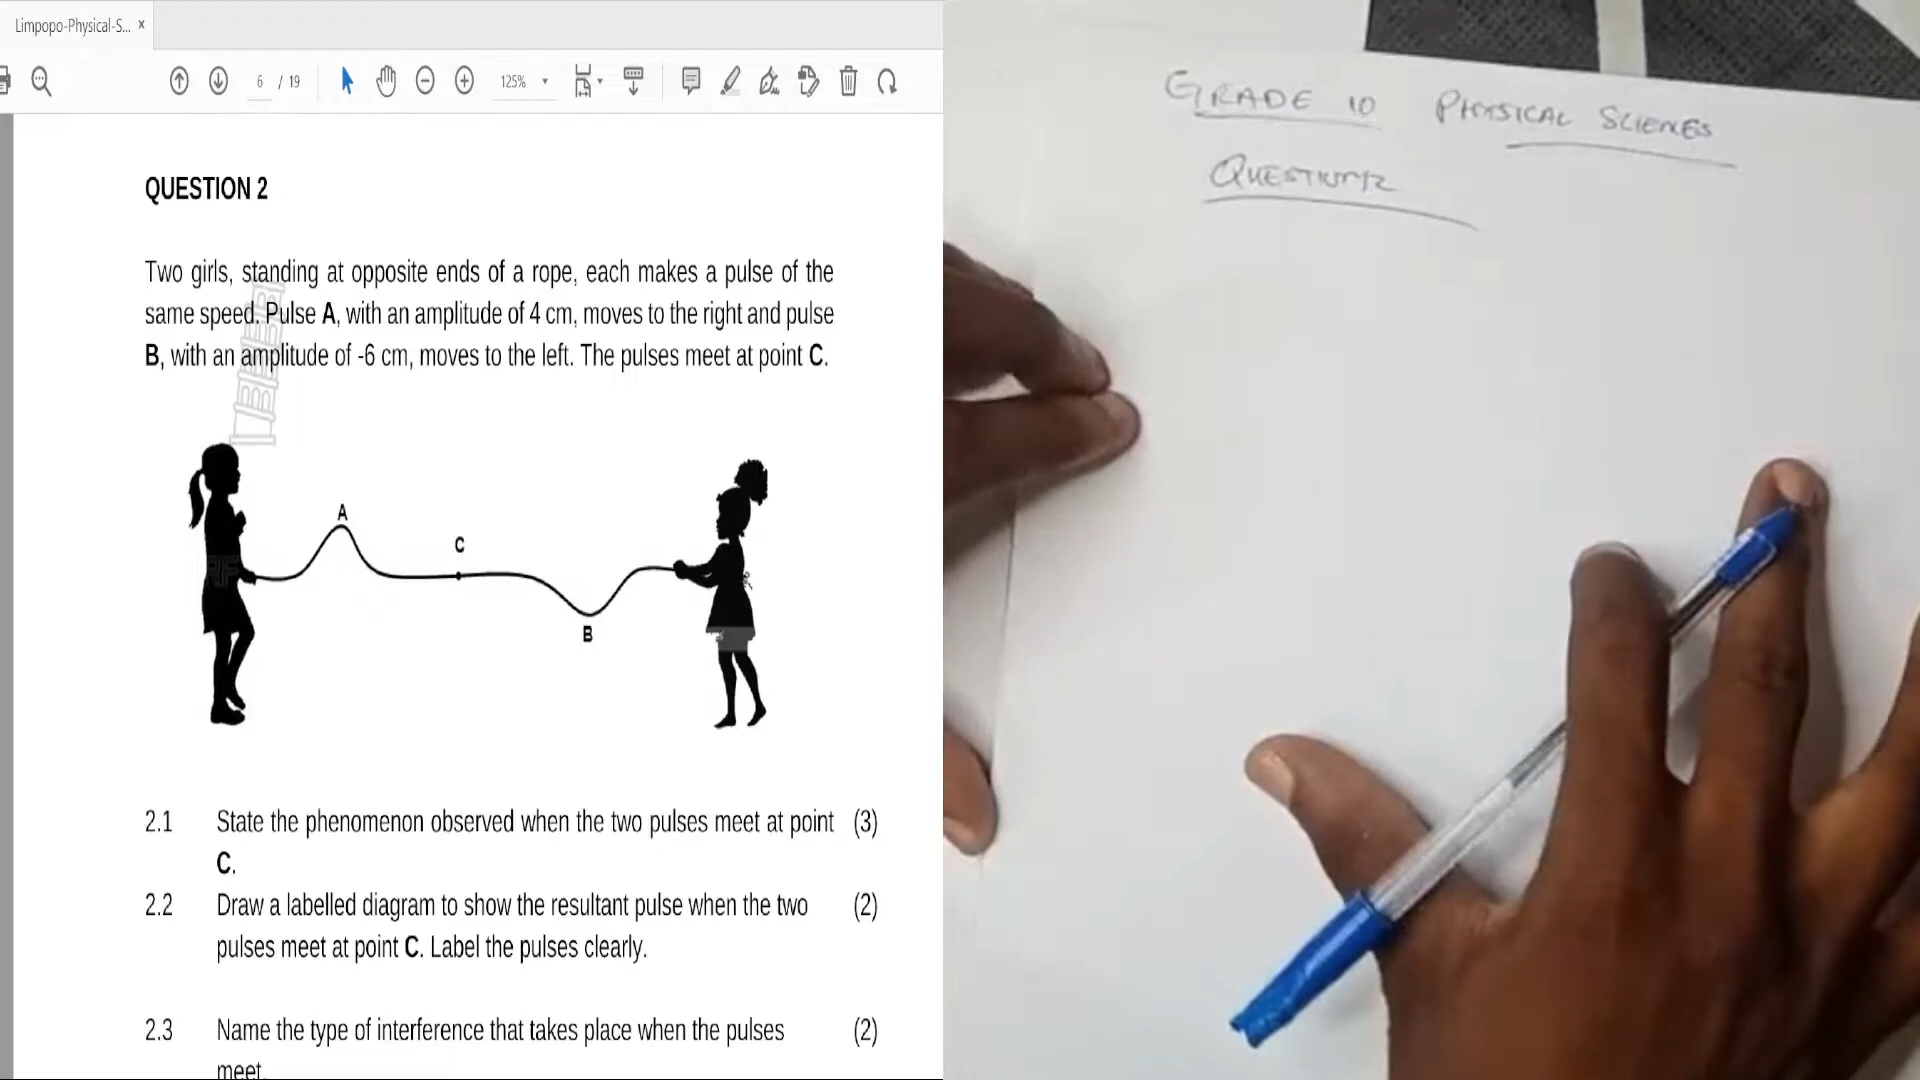 Limpopo-Physical-S... ×
6 / 19 125%
QUESTION 2
Two girls, standing at opposite ends of a rope, each makes a pulse of the
same speed. Pulse A, with an amplitude of 4 cm, moves to the right and pulse
B, with an amplitude of -6 cm, moves to the left. The pulses meet at point C.
A
C
B
2.1 State the phenomenon observed when the two pulses meet at point (3)
C.
2.2 Draw a labelled diagram to show the resultant pulse when the two (2)
pulses meet at point C. Label the pulses clearly.
2.3 Name the type of interference that takes place when the pulses (2)
meet.
GRADE 10 PHYSICAL SCIENCES